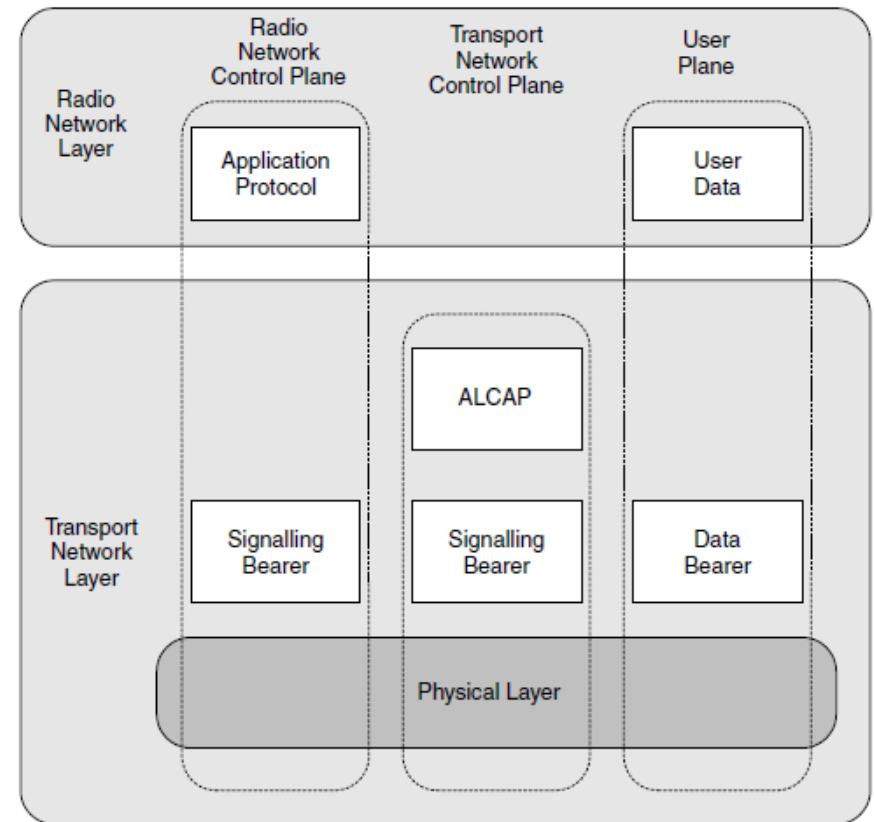 Radio
Network
Control Plane
Transport
Network
Control Plane
User
Plane
Radio
Network
Layer
Application
Protocol
User
Data
ALCAP
Transport
Network
Layer
Signalling
Bearer
Signalling
Bearer
Data
Bearer
Physical Layer